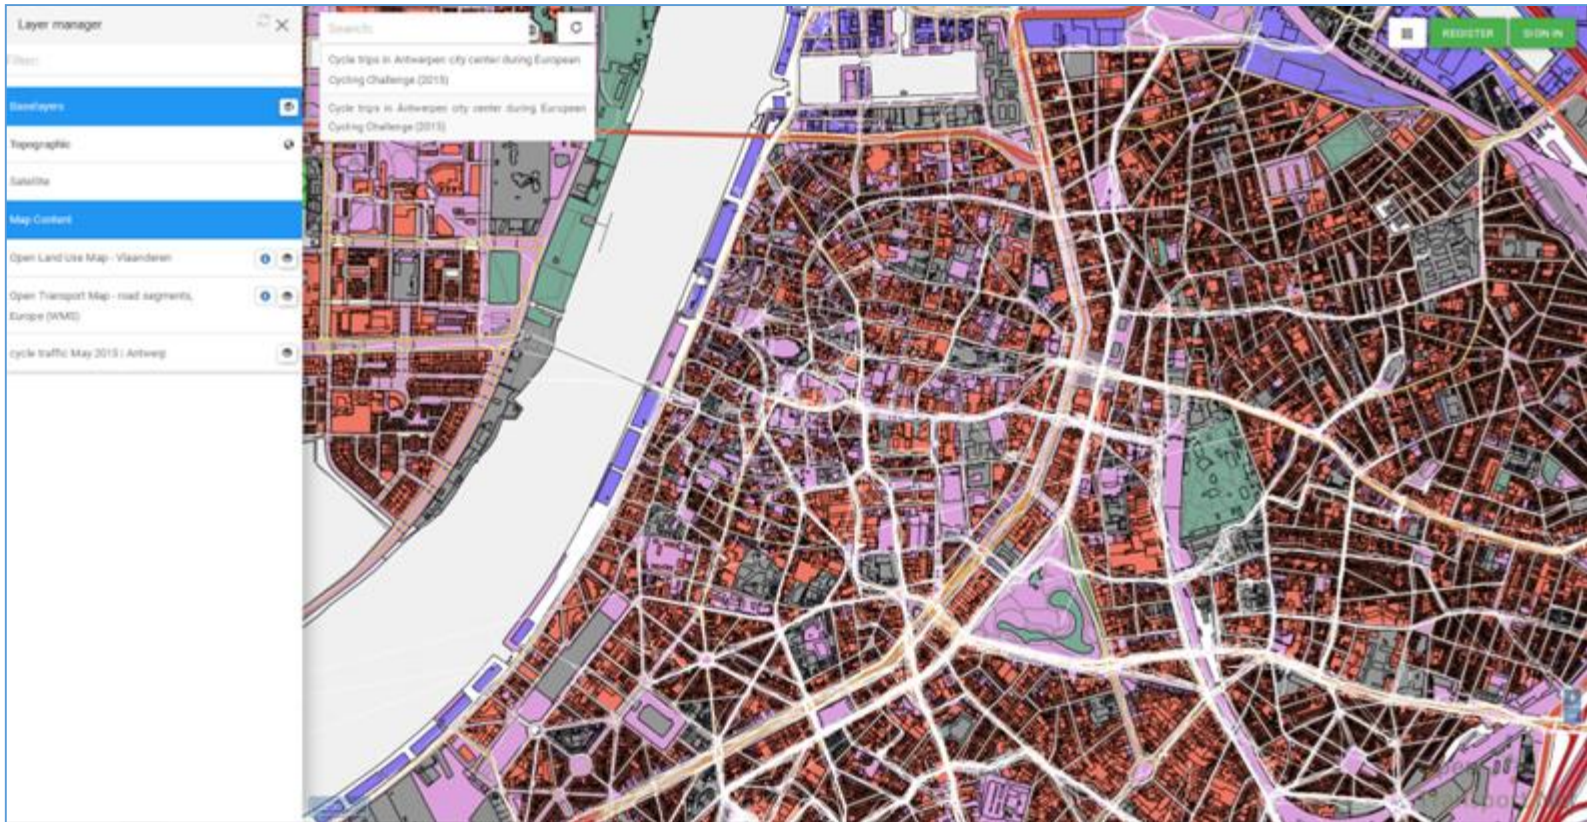 Layer manager
Filter:
Baselayers
Topographic
Satellite
Map Content
Open Land Use Map - Vlaanderen
Open Transport Map - road segments,
Europe (WMS)
cycle traffic May 2015 | Antwerp
Search:
Cycle trips in Antwerpen city center during European
Cycling Challenge (2015)
Cycle trips in Antwerpen city center during European
Cycling Challenge (2015)
REGISTER
SIGN IN